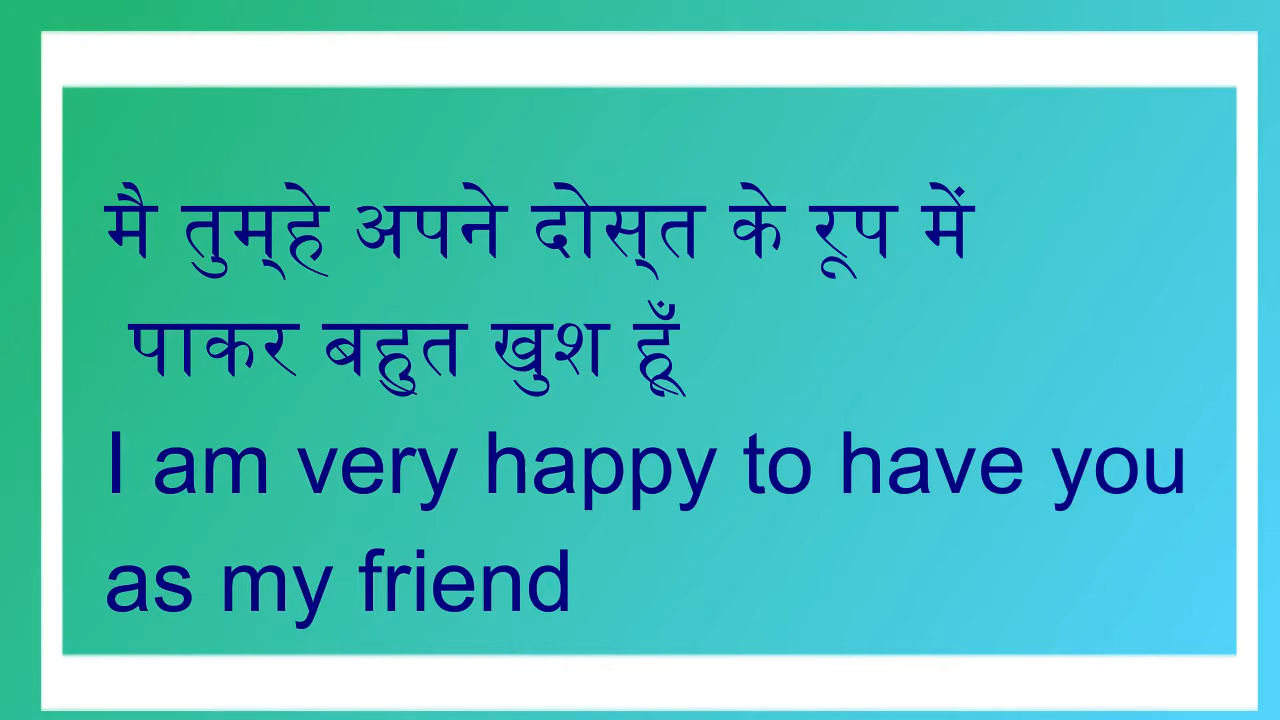 मै तुम्हे अपने दोस्त के रूप में
पाकर बहुत खुश हूँ
I am very happy to have you
as my friend